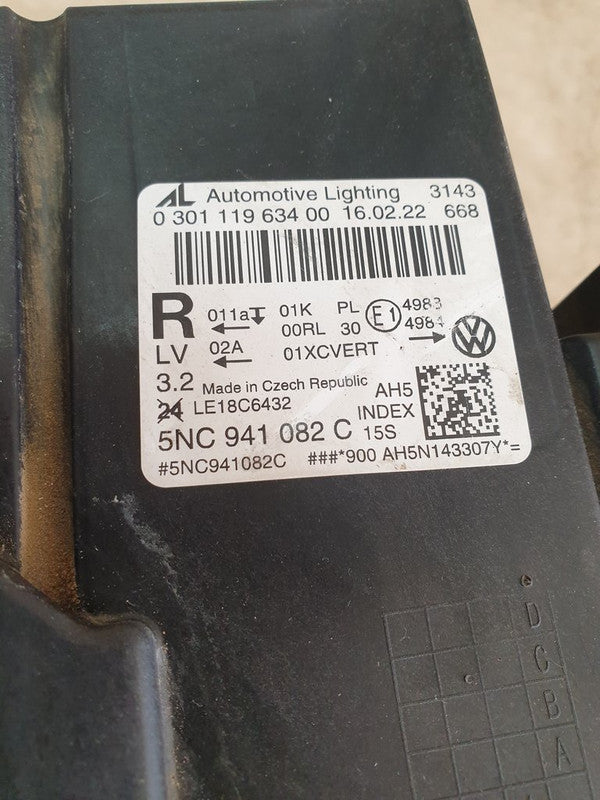 AL Automotive Lighting 3143
0 301 119 634 00 16.02.22 668
R 011a 01K PL E1 4983
00RL 30 4984
LV 02A 01XCVERT
3.2 Made in Czech Republic AH5
24 LE18C6432 INDEX
5NC 941 082 C 15S
#5NC941082C ###*900 AH5N143307Y*=
D
C
B
A